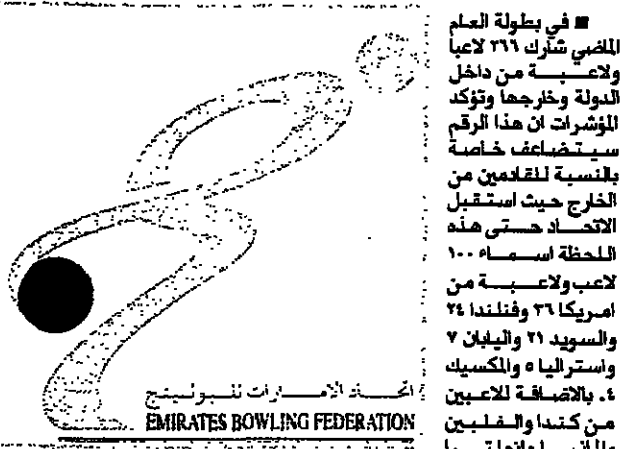 ■ في بطولة العام
الماضي شارك ٣٦٦ لاعبا
ولاعبة من داخل
الدولة وخارجها وتؤكد
المؤشرات ان هذا الرقم
سيتضاعف خاصة
بالنسبة للقادمين من
الخارج حيث استقبل
الاتحاد حتى هذه
اللحظة اسماء ١٠٠
لاعب ولاعبة من
امريكا ٣٦ وفنلندا ٢٤
والسويد ٢١ واليابان ٧
واستراليا ٥ والمكسيك
٤. بالاضافة للاعبين
من كندا والفلبين
اتحاد الامارات للبولينج
EMIRATES BOWLING FEDERATION